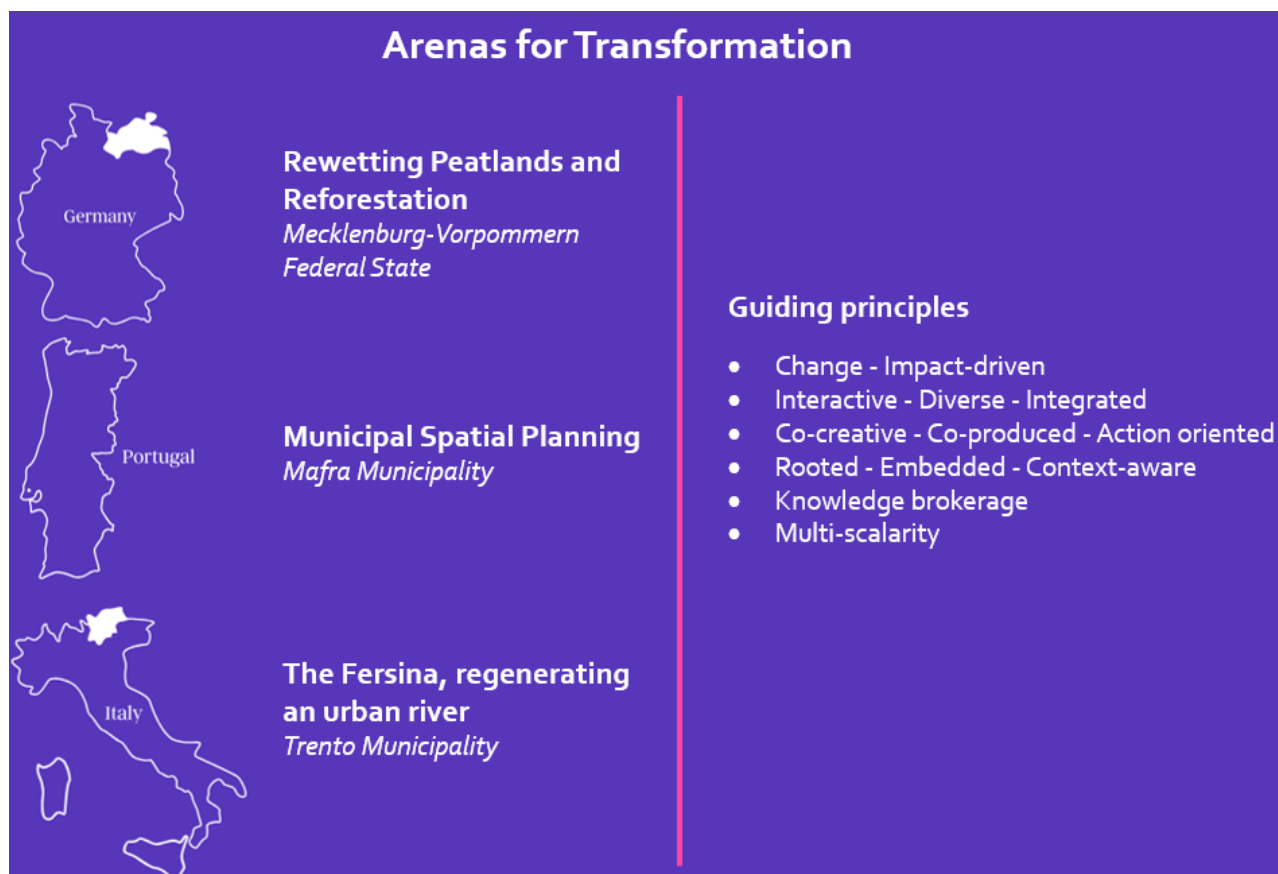 Arenas for Transformation
Germany
Rewetting Peatlands and
Reforestation
Mecklenburg-Vorpommern
Federal State
Portugal
Municipal Spatial Planning
Mafra Municipality
Italy
The Fersina, regenerating
an urban river
Trento Municipality
Guiding principles
• Change - Impact-driven
• Interactive - Diverse - Integrated
• Co-creative - Co-produced - Action oriented
• Rooted - Embedded - Context-aware
• Knowledge brokerage
• Multi-scalarity